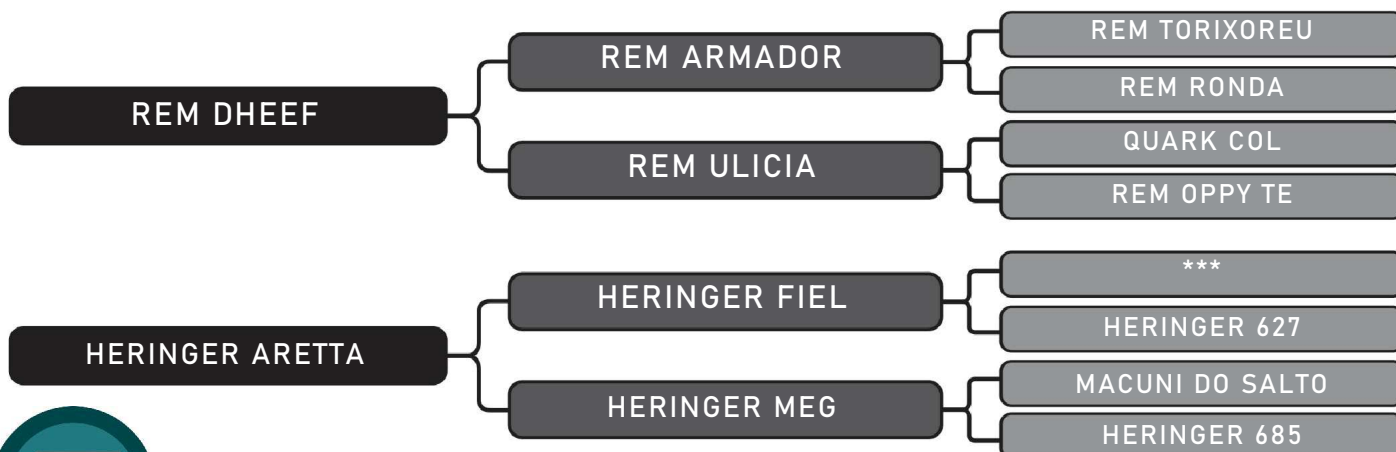 REM DHEEF
REM ARMADOR
REM ULICIA
REM TORIXOREU
REM RONDA
QUARK COL
REM OPPY TE
HERINGER ARETTA
HERINGER FIEL
HERINGER MEG
***
HERINGER 627
MACUNI DO SALTO
HERINGER 685